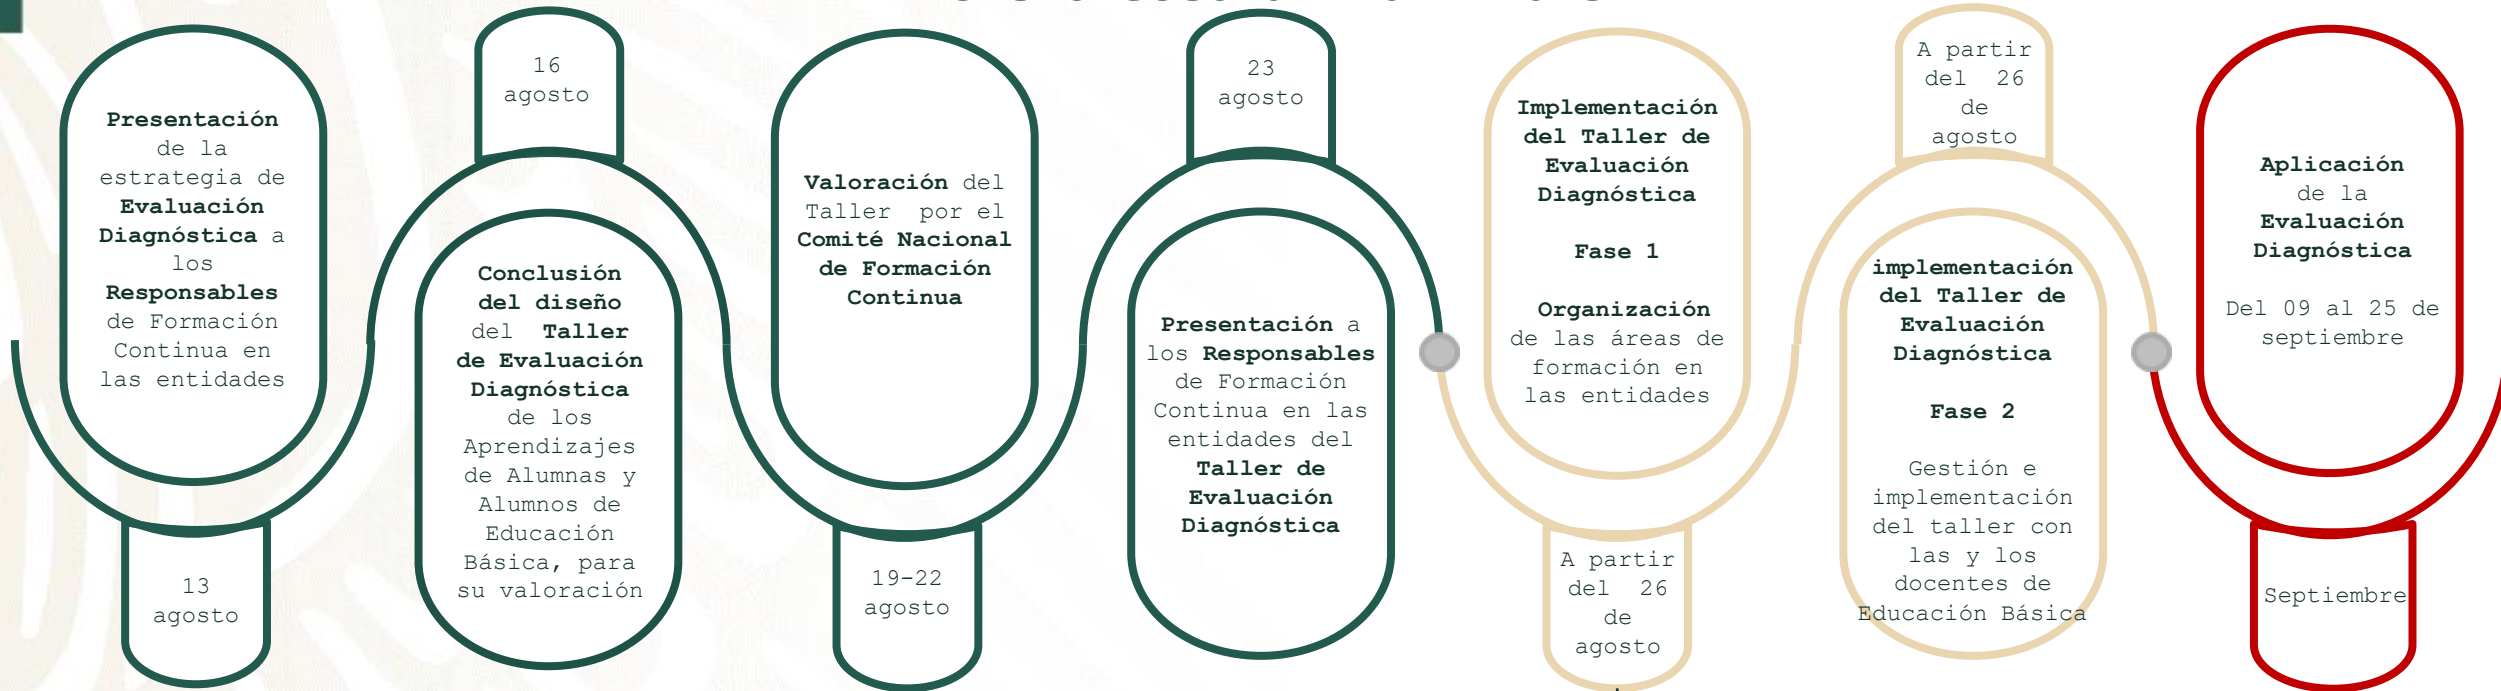 Presentación
de la
estrategia de
Evaluación
Diagnóstica a
los
Responsables
de Formación
Continua en
las entidades
13
agosto
16
agosto
Conclusión
del diseño
del Taller
de Evaluación
Diagnóstica
de los
Aprendizajes
de Alumnas y
Alumnos de
Educación
Básica, para
su valoración
Valoración del
Taller por el
Comité Nacional
de Formación
Continua
19-22
agosto
23
agosto
Presentación a
los Responsables
de Formación
Continua en las
entidades del
Taller de
Evaluación
Diagnóstica
Implementación
del Taller de
Evaluación
Diagnóstica
Fase 1
Organización
de las áreas de
formación en
las entidades
A partir
del 26
de
agosto
A partir
del 26
de
agosto
implementación
del Taller de
Evaluación
Diagnóstica
Fase 2
Gestión e
implementación
del taller con
las y los
docentes de
Educación Básica
Aplicación
de la
Evaluación
Diagnóstica
Del 09 al 25 de
septiembre
Septiembre